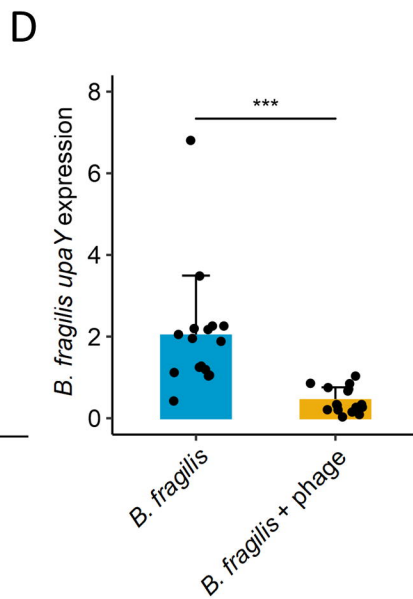 D
B. fragilis upaY expression
8
6
4
2
0
***
B. fragilis
B. fragilis + phage